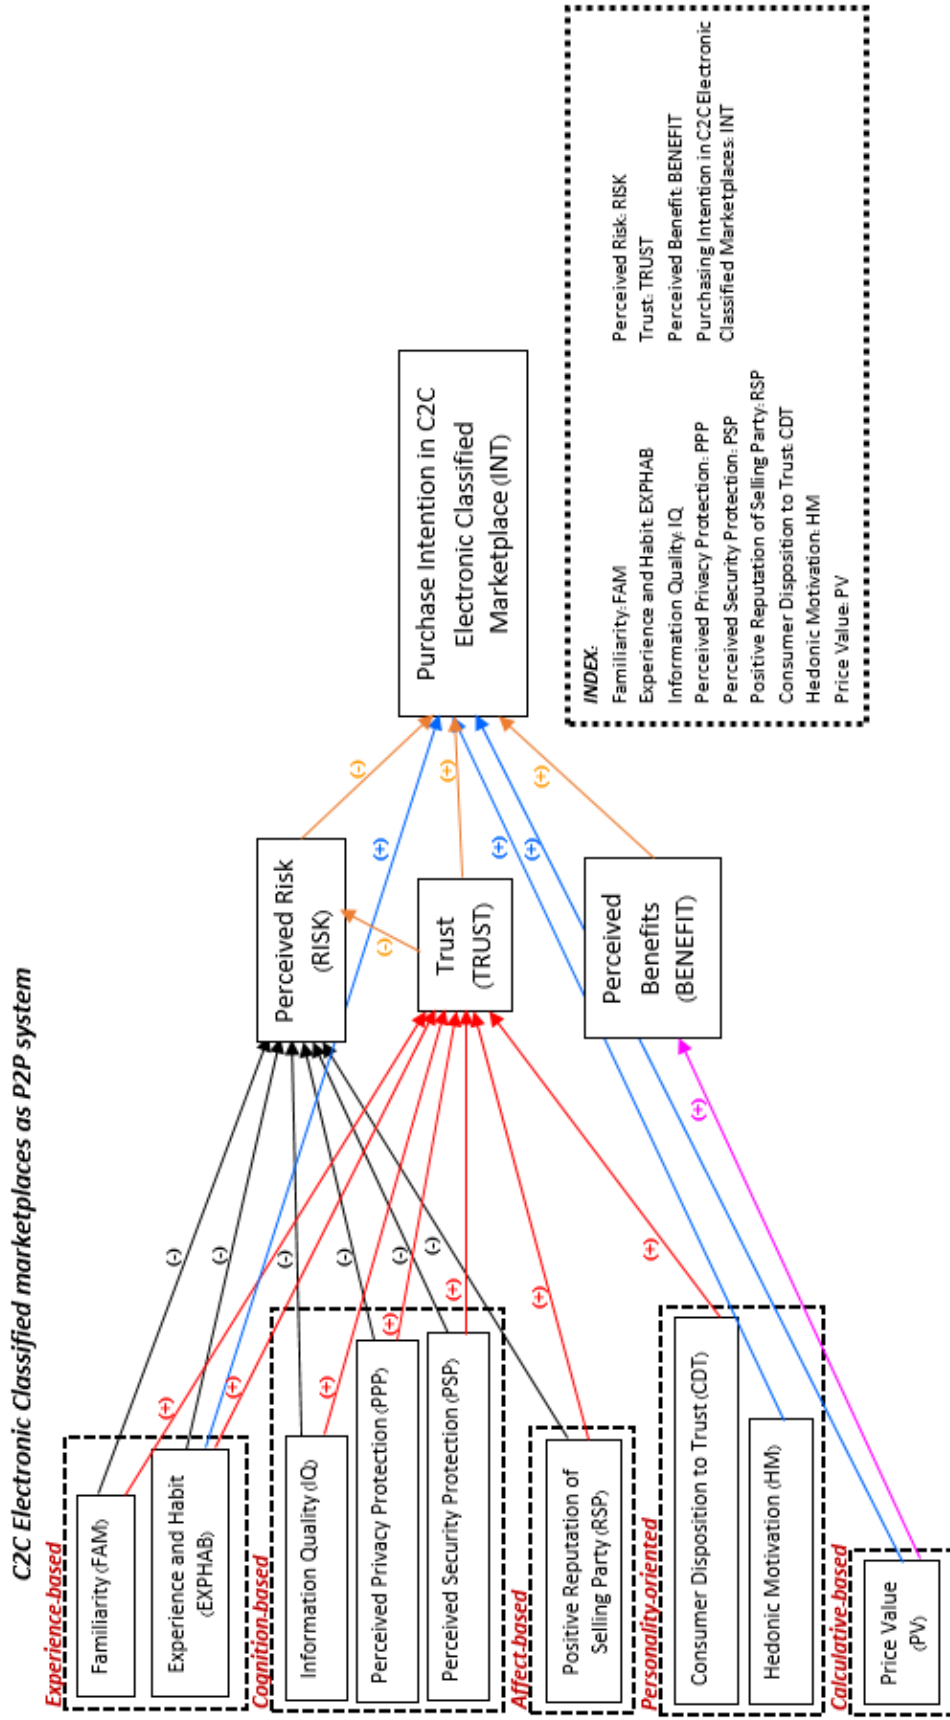 C2C Electronic Classified marketplaces as P2P system
Experience-based
Familiarity (FAM)
Experience and Habit
(EXPHAB)
Cognition-based
Information Quality (IQ)
Perceived Privacy Protection (PPP)
Perceived Security Protection (PSP)
Affect-based
Positive Reputation of
Selling Party (RSP)
Personality-oriented
Consumer Disposition to Trust (CDT)
Hedonic Motivation (HM)
Calculative-based
Price Value
(PV)
(+)
(+)
(+)
(+)
(+)
(+)
(+)
(-)
(-)
(-)
(-)
(-)
(-)
(+)
Perceived Risk
(RISK)
Trust
(TRUST)
Perceived
Benefits
(BENEFIT)
(-)
(+)
(+)
(+)
(-)
(+)
(+)
Purchase Intention in C2C
Electronic Classified
Marketplace (INT)
INDEX:
Familiarity: FAM
Experience and Habit: EXPHAB
Information Quality: IQ
Perceived Privacy Protection: PPP
Perceived Security Protection: PSP
Positive Reputation of Selling Party: RSP
Consumer Disposition to Trust: CDT
Hedonic Motivation: HM
Price Value: PV
Perceived Risk: RISK
Trust: TRUST
Perceived Benefit: BENEFIT
Purchasing Intention in C2C Electronic
Classified Marketplaces: INT